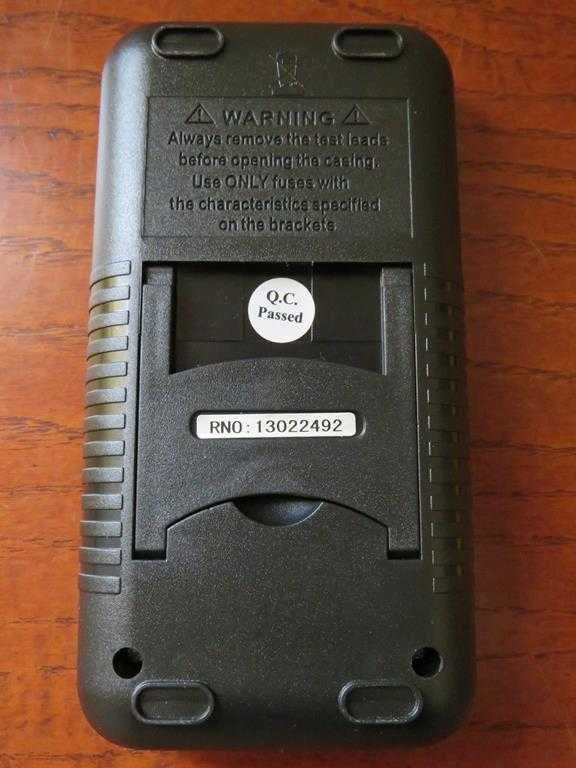 WARNING
Always remove the test leads
before opening the casing.
Use ONLY fuses with
the characteristics specified
on the brackets
Q.C.
Passed
RNO: 13022492